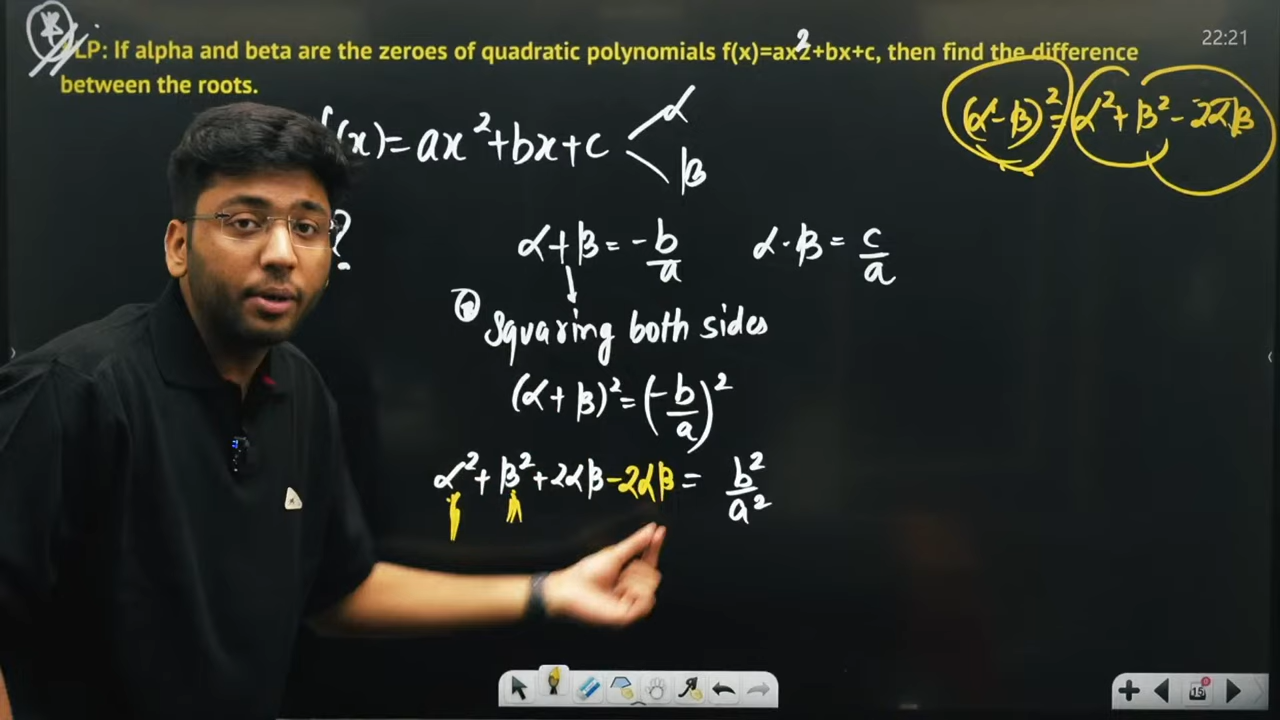 LP: If alpha and beta are the zeroes of quadratic polynomials f(x)=ax2+bx+c, then find the difference
between the roots.
22:21
(α-β)²=α²+β²-2αβ
(x)=ax²+bx+c
α
β
?
α+β=-b/a
α·β=c/a
Squaring both sides
(α+β)²=(-b/a)²
α²+β²+2αβ-2αβ= b²/a²
15